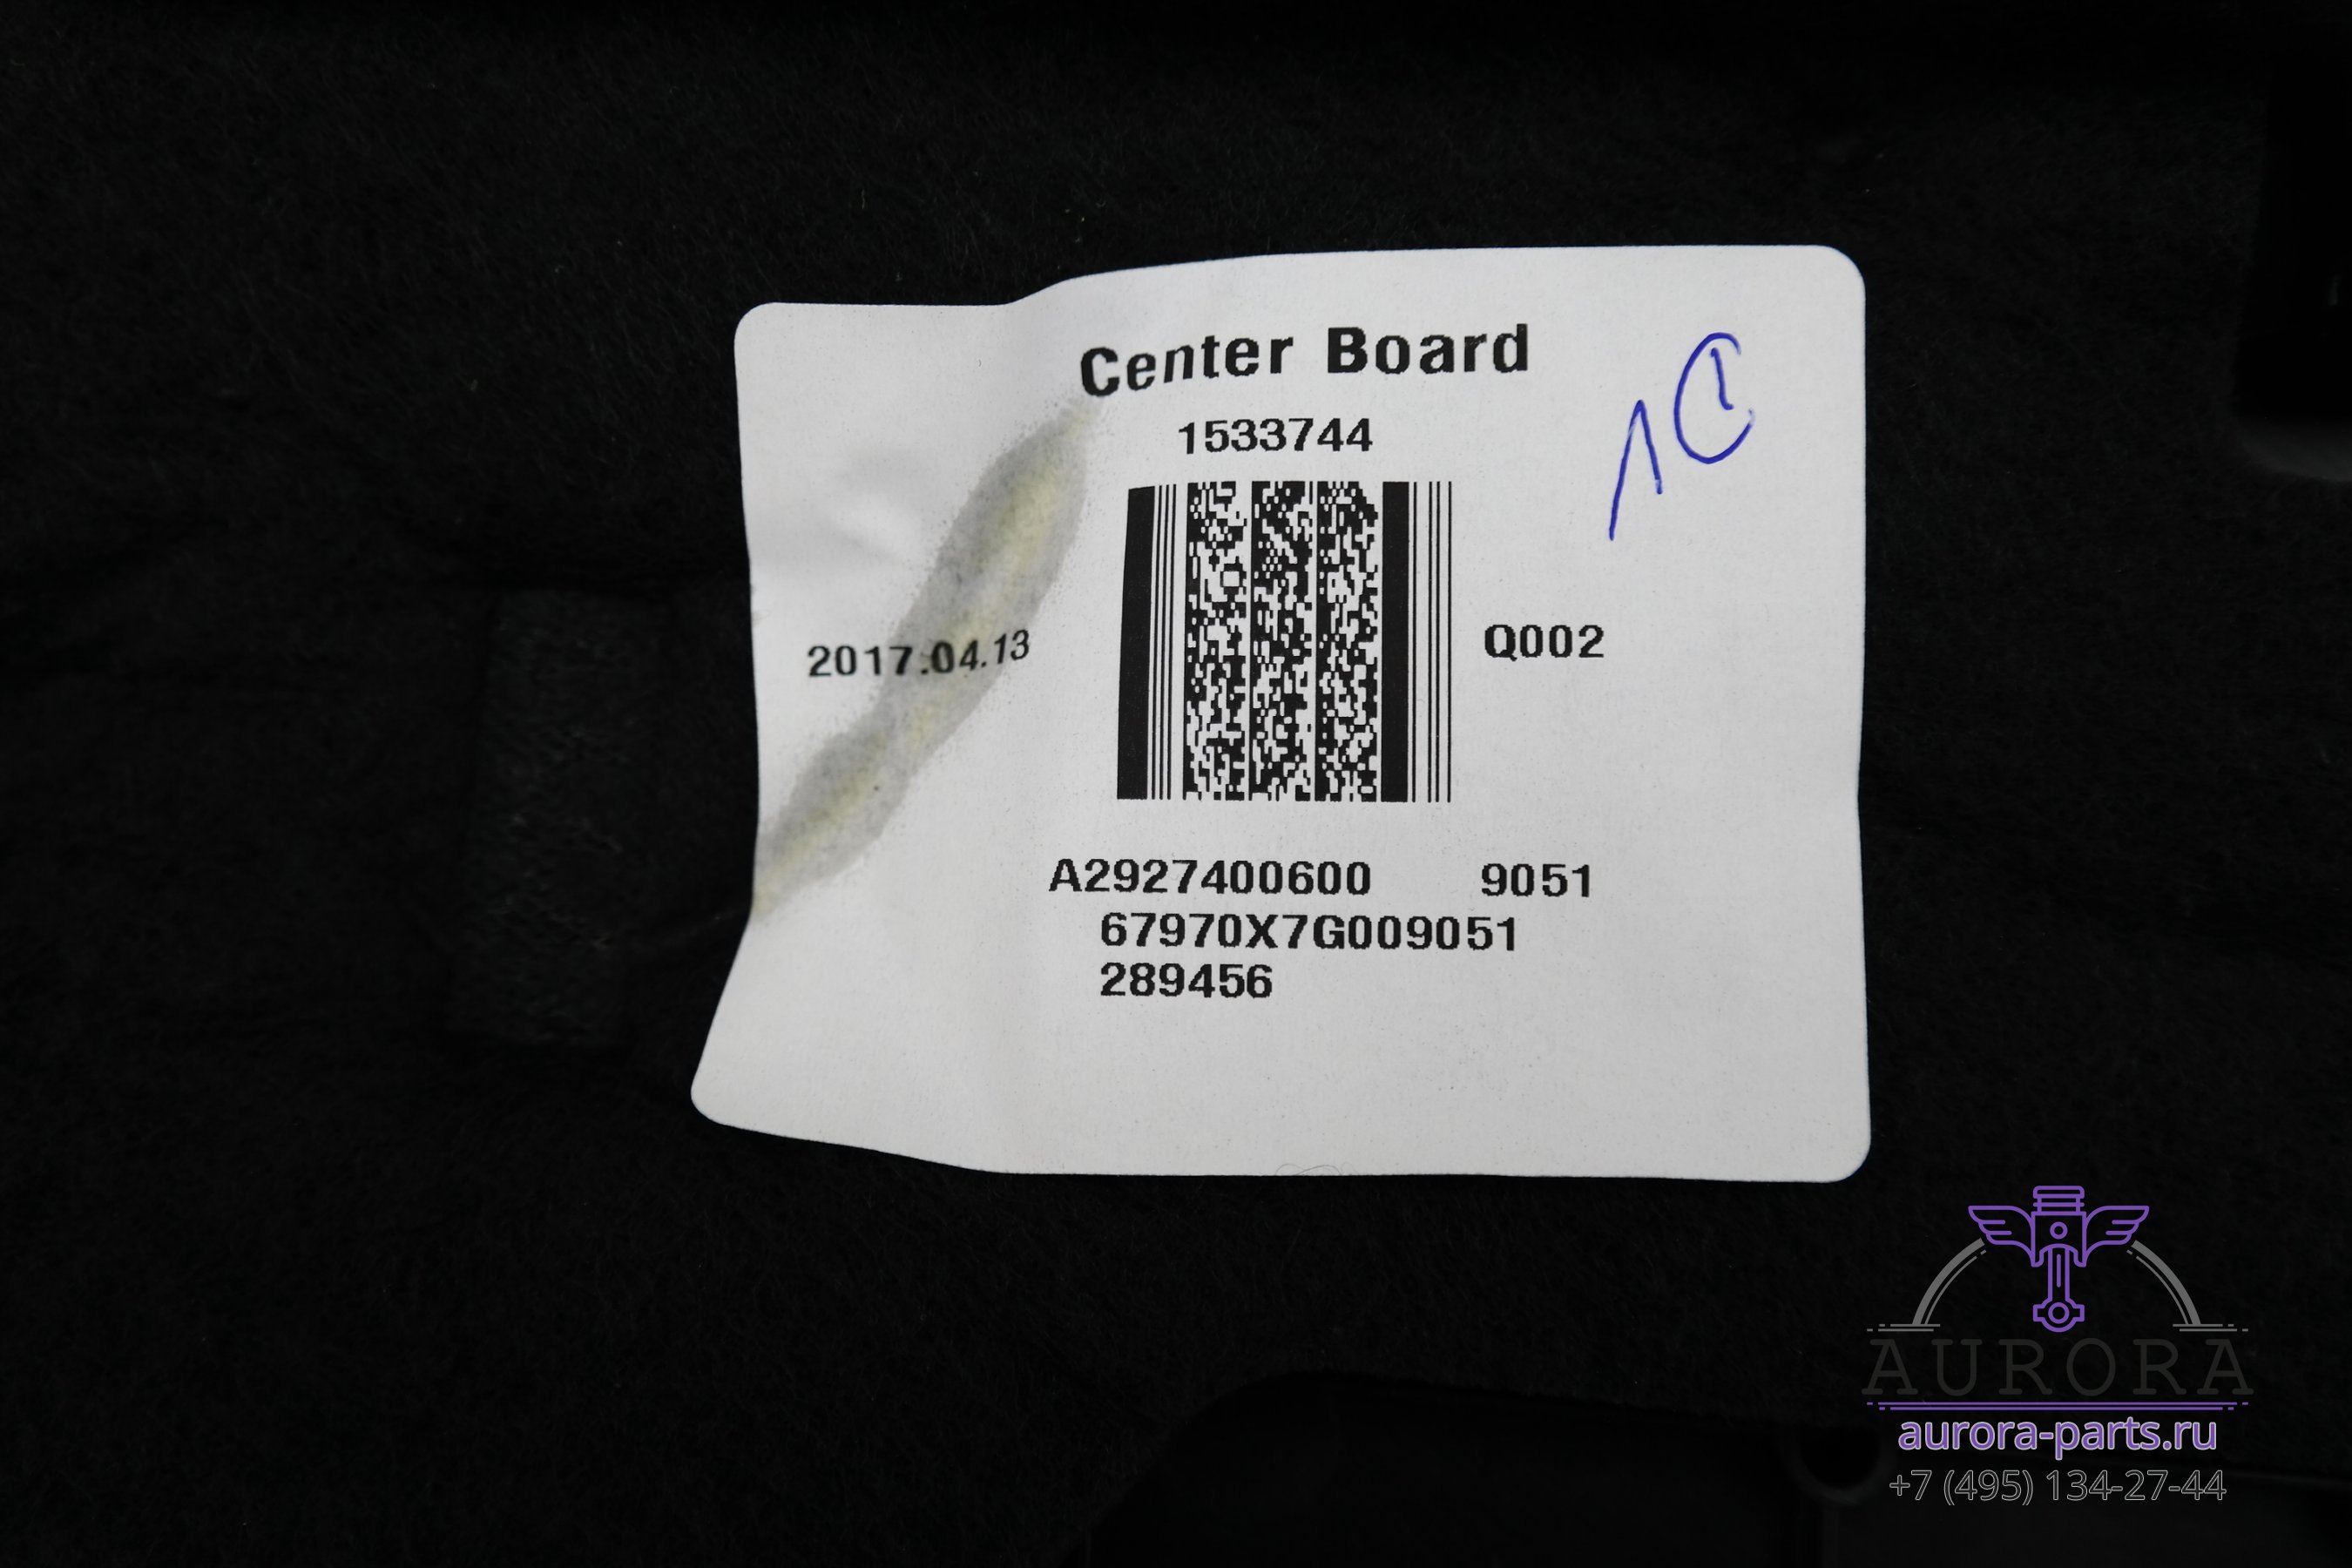 Center Board
1533744
2017.04.13
Q002
A2927400600 9051
67970X7G009051
289456
AURORA
aurora-parts.ru
+7 (495) 134-27-44